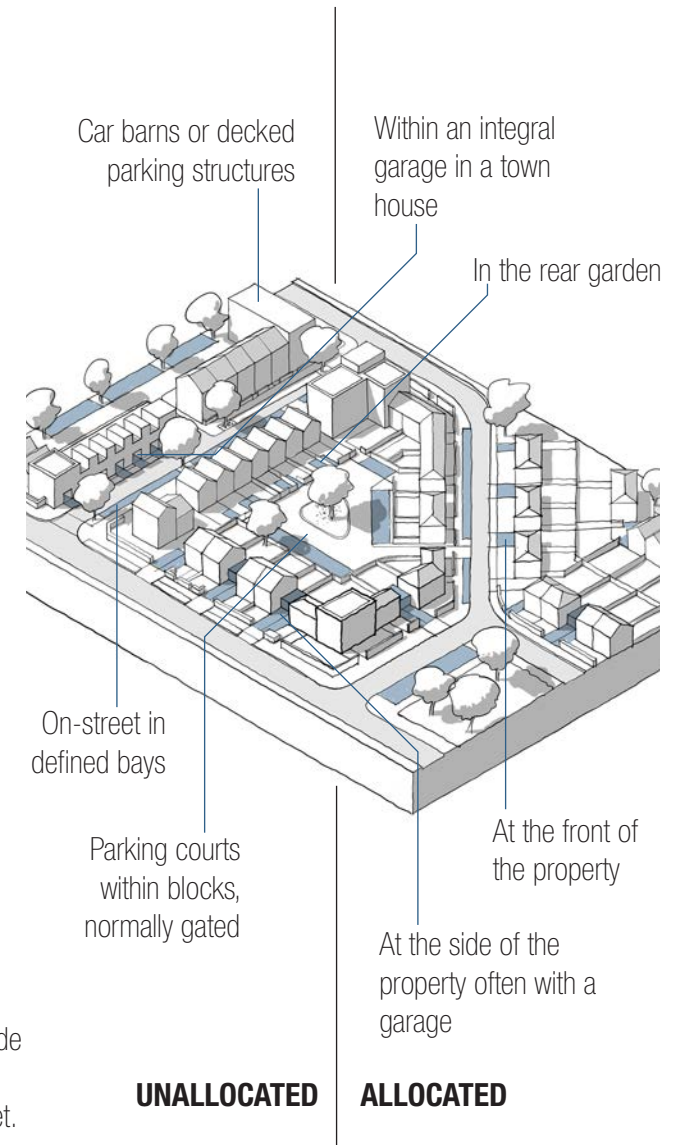 Car barns or decked
parking structures
Within an integral
garage in a town
house
In the rear garden
On-street in
defined bays
Parking courts
within blocks,
normally gated
At the front of
the property
At the side of the
property often with a
garage
UNALLOCATED
ALLOCATED